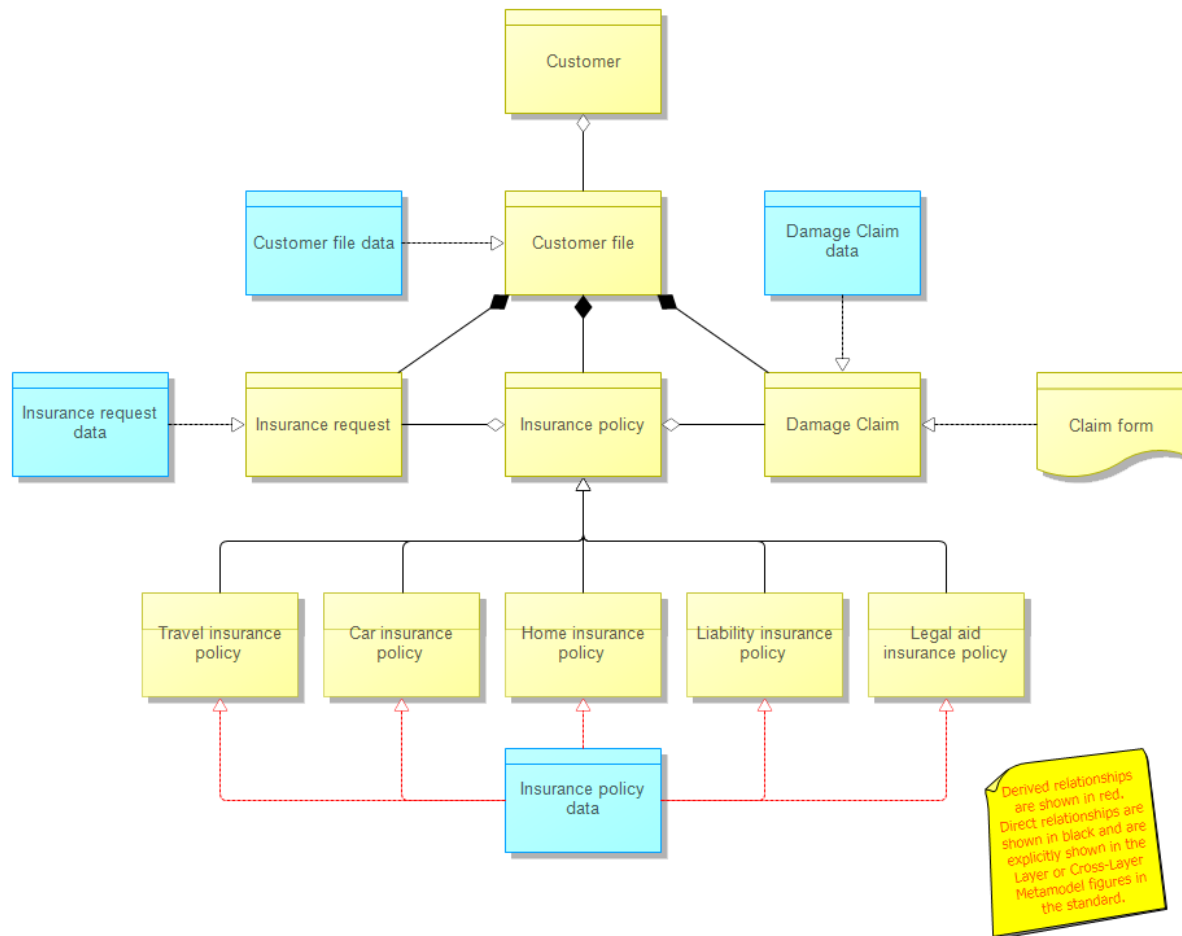 Customer
Customer file data
Customer file
Damage Claim
data
Insurance request
data
Insurance request
Insurance policy
Damage Claim
Claim form
Travel insurance
policy
Car insurance
policy
Home insurance
policy
Liability insurance
policy
Legal aid
insurance policy
Insurance policy
data
Derived relationships
are shown in red.
Direct relationships are
shown in black and are
explicitly shown in the
Layer or Cross-Layer
Metamodel figures in
the standard.